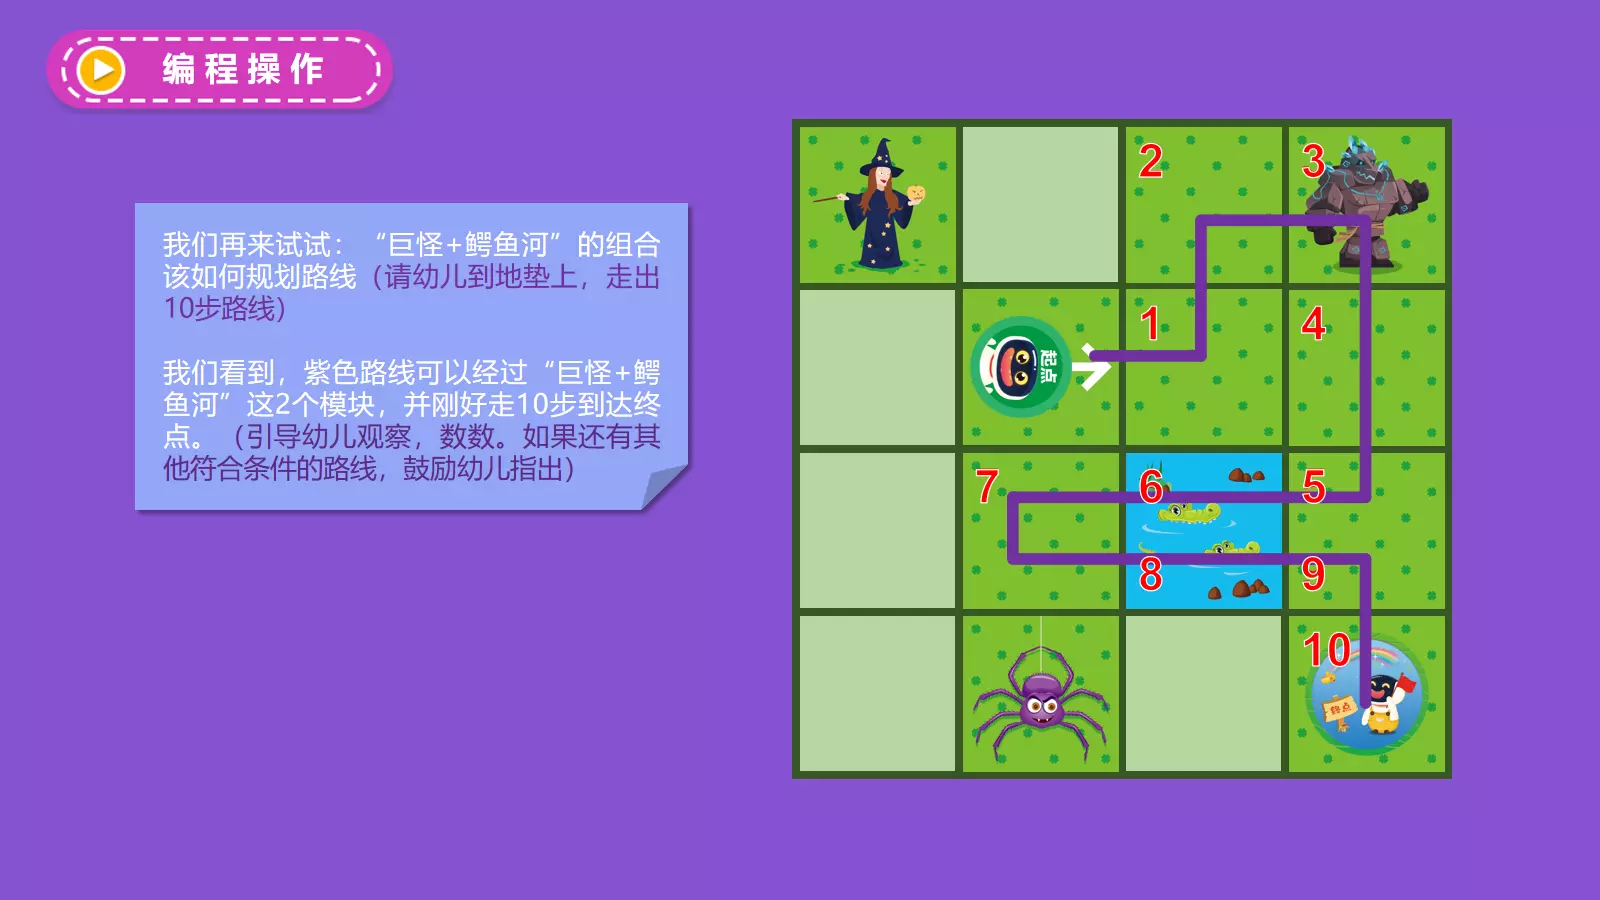 编程操作
我们再来试试：“巨怪+鳄鱼河”的组合
该如何规划路线（请幼儿到地垫上，走出
10步路线）
我们看到，紫色路线可以经过“巨怪+鳄
鱼河”这2个模块，并刚好走10步到达终
点。（引导幼儿观察，数数。如果还有其
他符合条件的路线，鼓励幼儿指出）
2
3
起点
1
4
7
6
5
8
9
10
终点